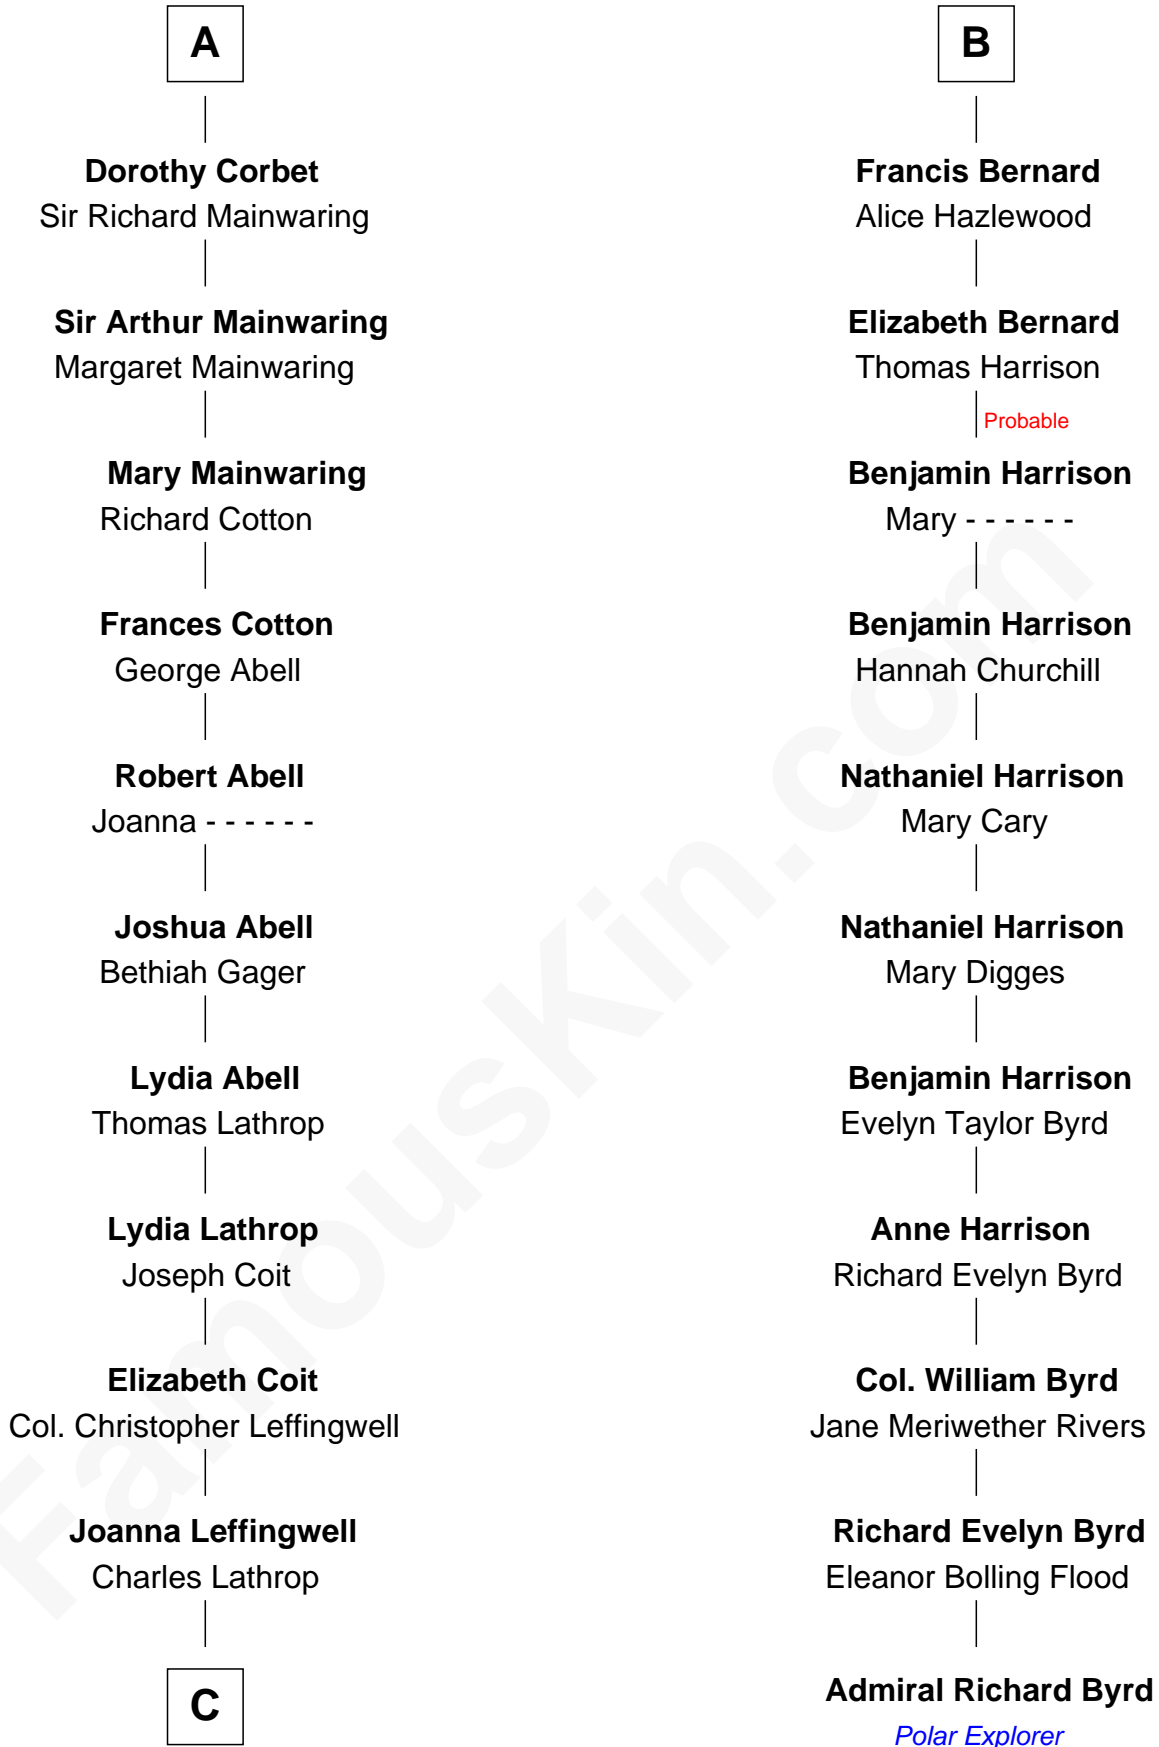 A
Dorothy Corbet
Sir Richard Mainwaring
Sir Arthur Mainwaring
Margaret Mainwaring
Mary Mainwaring
Richard Cotton
Frances Cotton
George Abell
Robert Abell
Joanna - - - - - -
Joshua Abell
Bethiah Gager
Lydia Abell
Thomas Lathrop
Lydia Lathrop
Joseph Coit
Elizabeth Coit
Col. Christopher Leffingwell
Joanna Leffingwell
Charles Lathrop
C
B
Francis Bernard
Alice Hazlewood
Elizabeth Bernard
Thomas Harrison
Probable
Benjamin Harrison
Mary - - - - - -
Benjamin Harrison
Hannah Churchill
Nathaniel Harrison
Mary Cary
Nathaniel Harrison
Mary Digges
Benjamin Harrison
Evelyn Taylor Byrd
Anne Harrison
Richard Evelyn Byrd
Col. William Byrd
Jane Meriwether Rivers
Richard Evelyn Byrd
Eleanor Bolling Flood
Admiral Richard Byrd
Polar Explorer
FamousKin.com